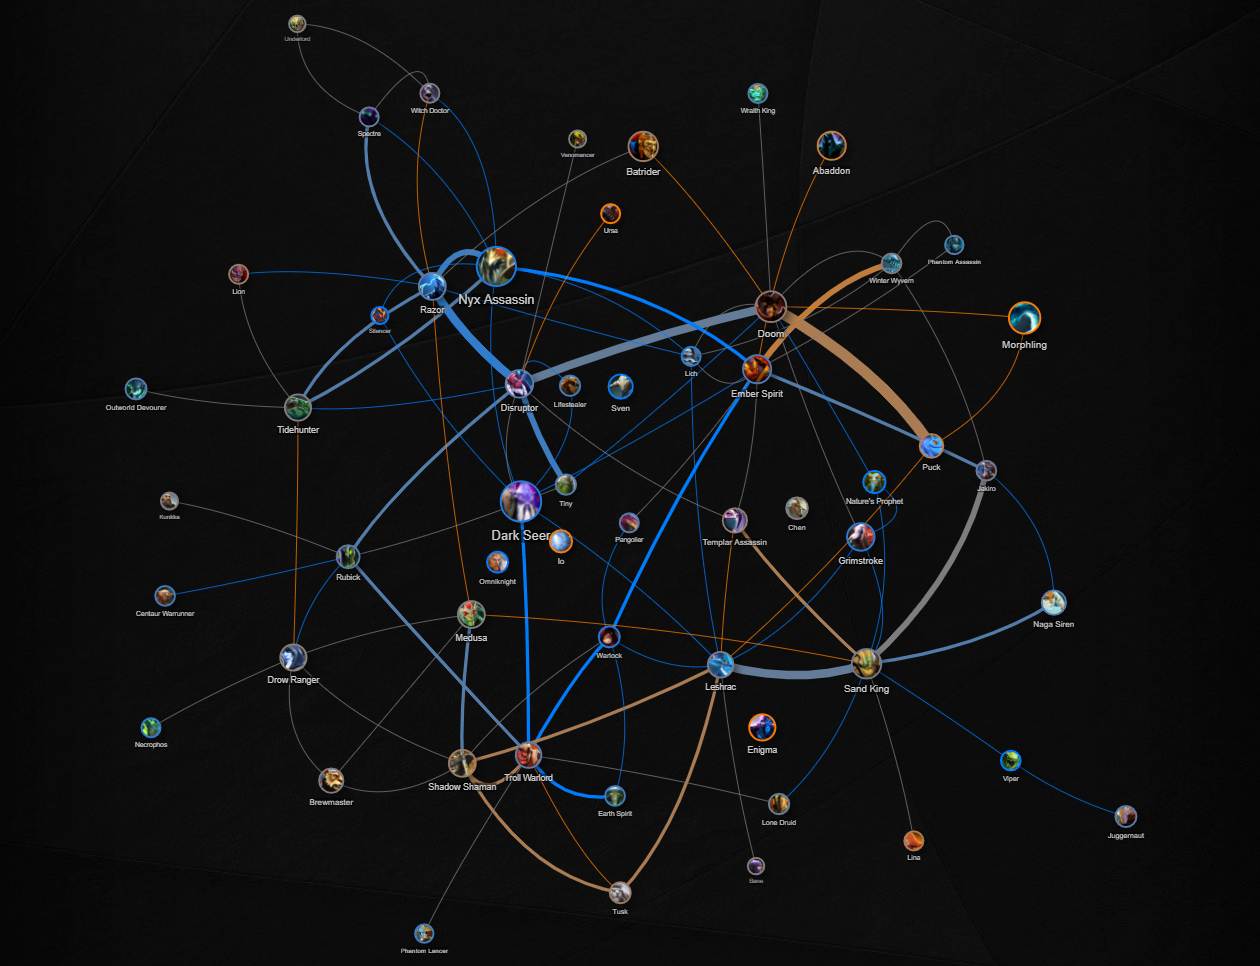 Underlord
Witch Doctor
Wraith King
Spectre
Venomancer
Batrider
Abaddon
Ursa
Phantom Assassin
Winter Wyvern
Lion
Nyx Assassin
Razor
Silencer
Doom
Morphling
Lich
Ember Spirit
Outworld Devourer
Disruptor
Lifestealer
Sven
Tidehunter
Puck
Jakiro
Nature's Prophet
Tiny
Kunkka
Dark Seer
Pangolier
Templar Assassin
Chen
Io
Grimstroke
Rubick
Omniknight
Centaur Warrunner
Naga Siren
Medusa
Warlock
Drow Ranger
Leshrac
Sand King
Necrophos
Enigma
Shadow Shaman
Troll Warlord
Viper
Brewmaster
Earth Spirit
Lone Druid
Juggernaut
Lina
Bane
Tusk
Phantom Lancer